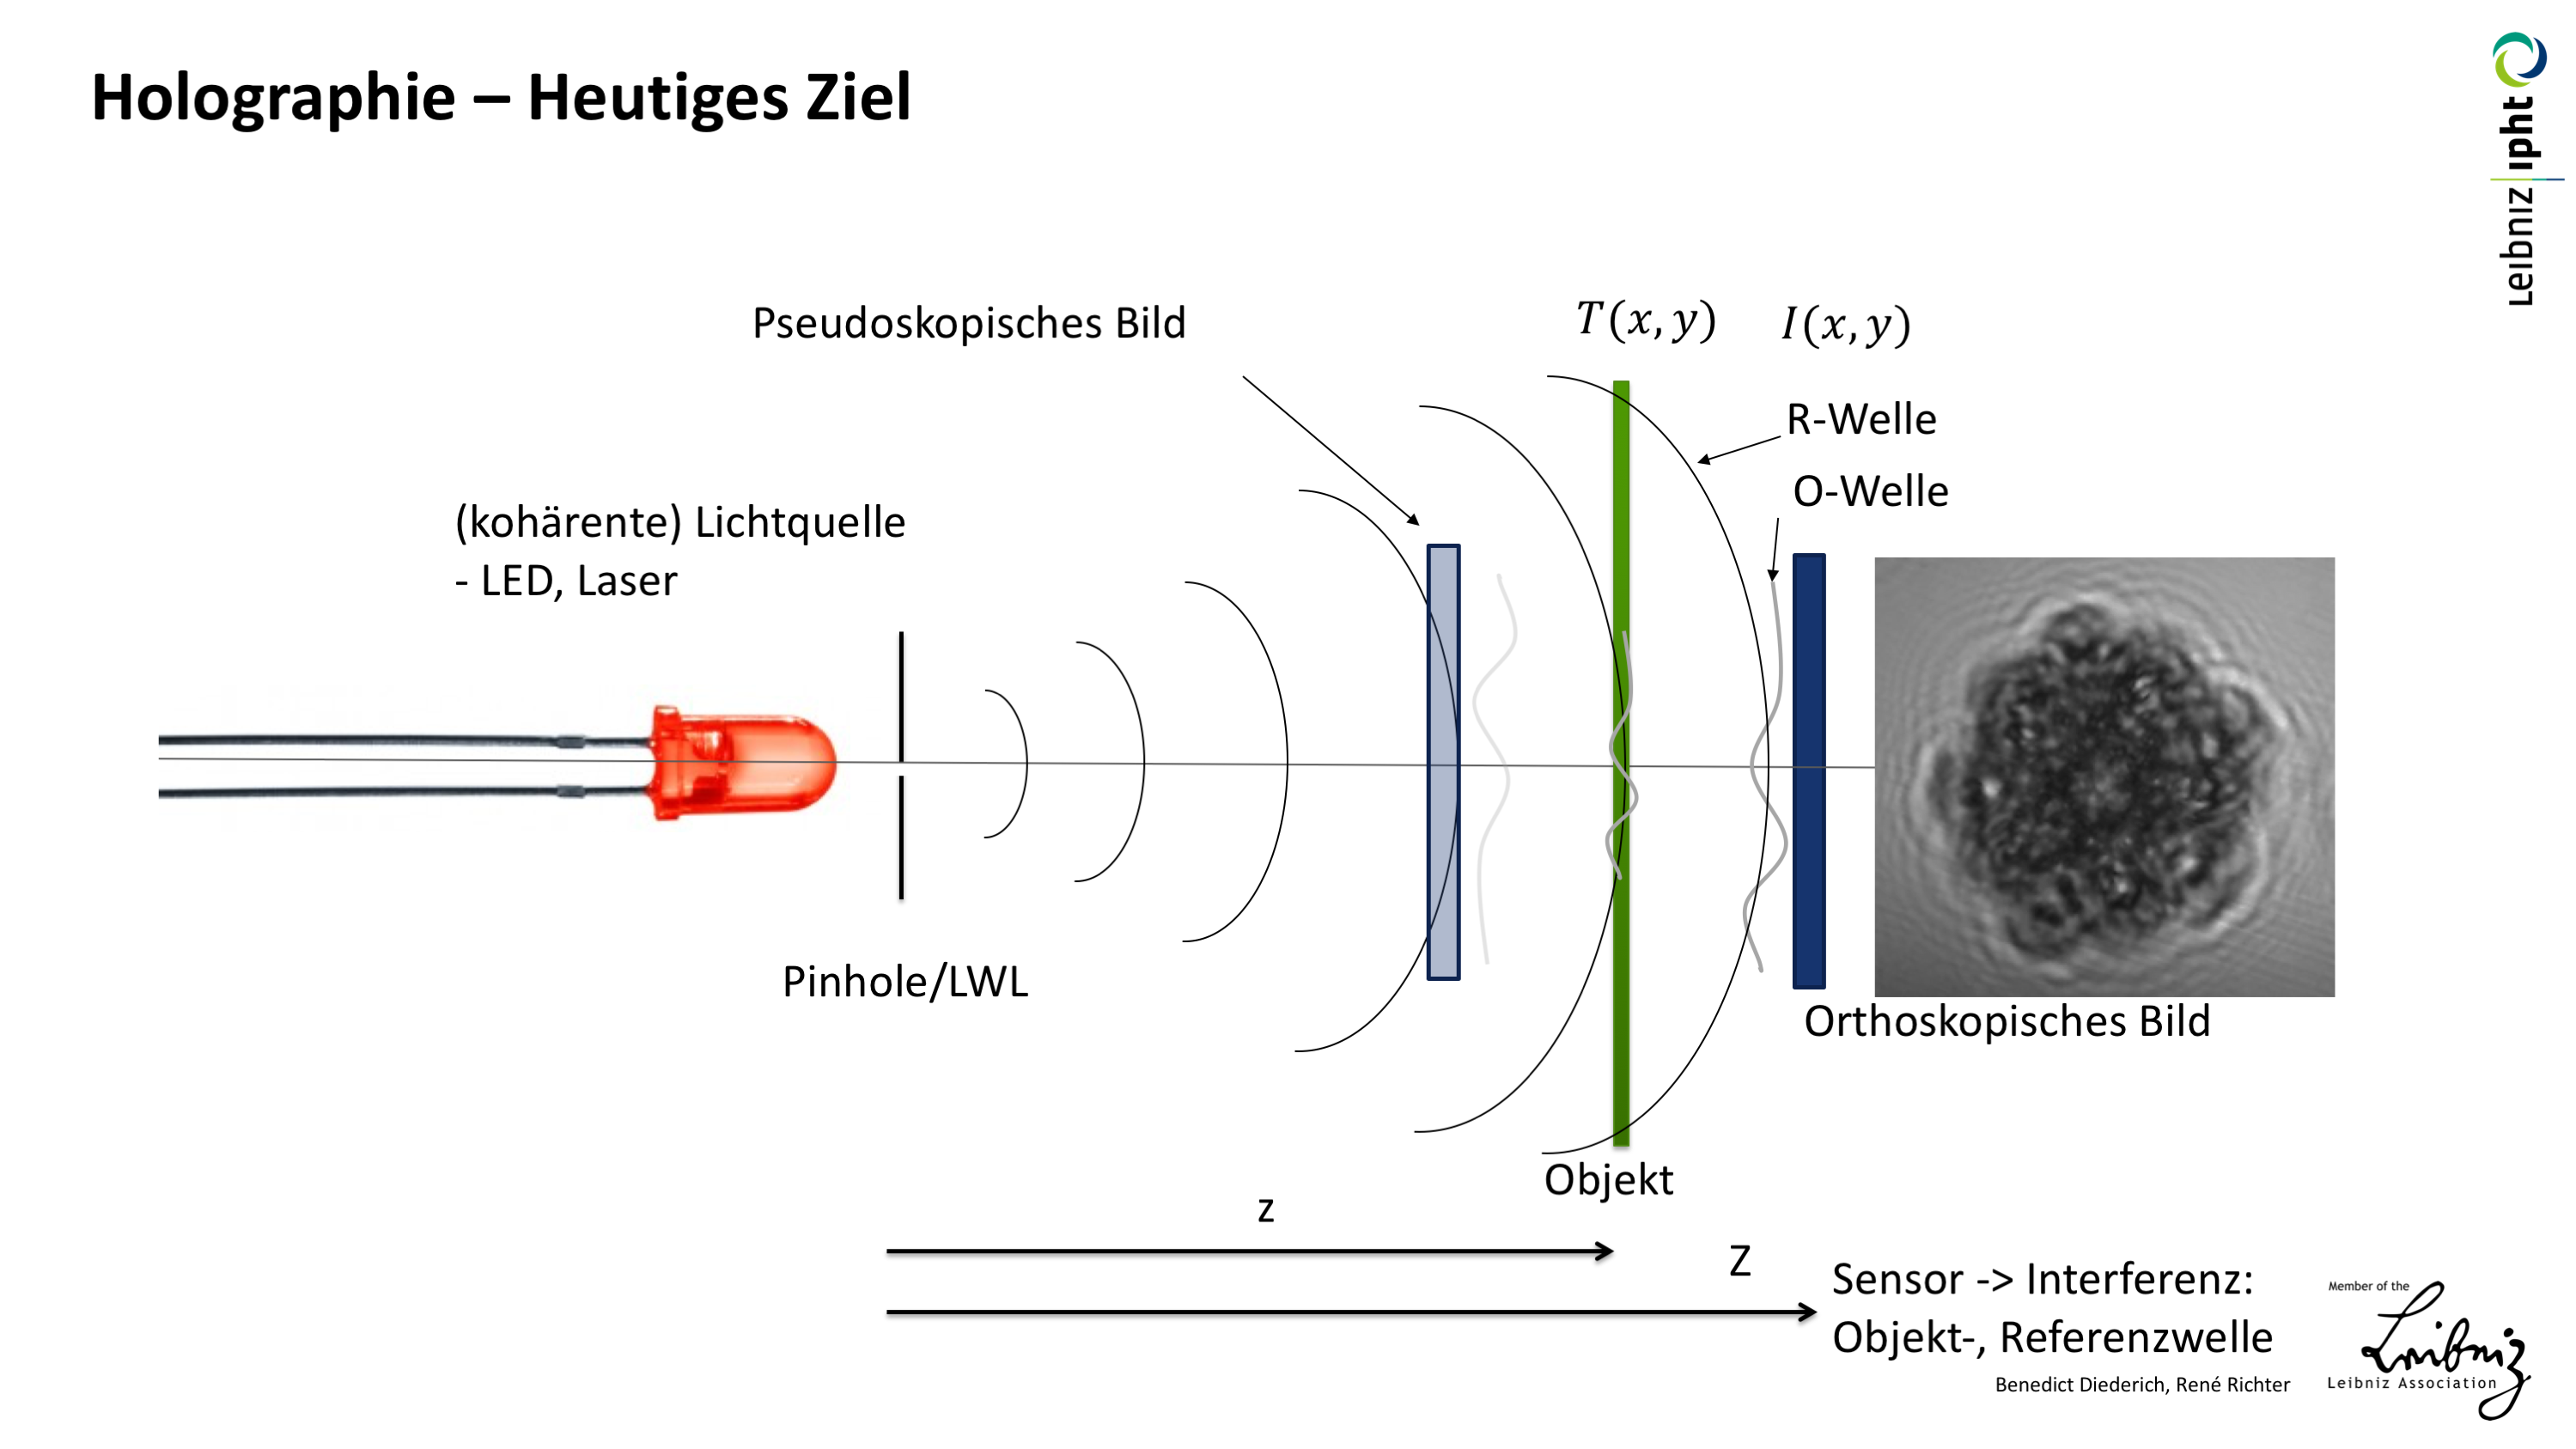 Holographie – Heutiges Ziel
Leibniz ipht
Pseudoskopisches Bild
T(x, y)
I(x, y)
R-Welle
O-Welle
(kohärente) Lichtquelle
- LED, Laser
Pinhole/LWL
Orthoskopisches Bild
Objekt
z
Z
Sensor -> Interferenz:
Objekt-, Referenzwelle
Benedict Diederich, René Richter
Member of the
Leibniz
Leibniz Association